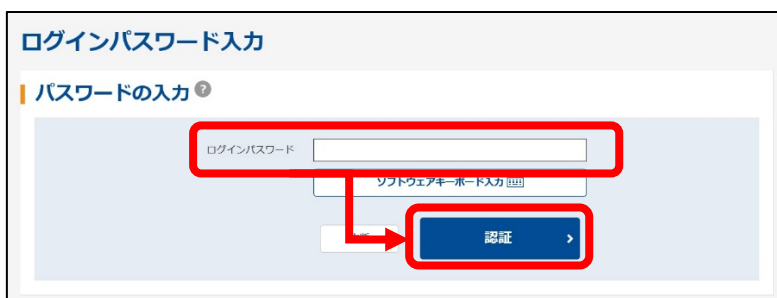 ログインパスワード入力
パスワードの入力 ?
ログインパスワード
ソフトウェアキーボード入力
認証